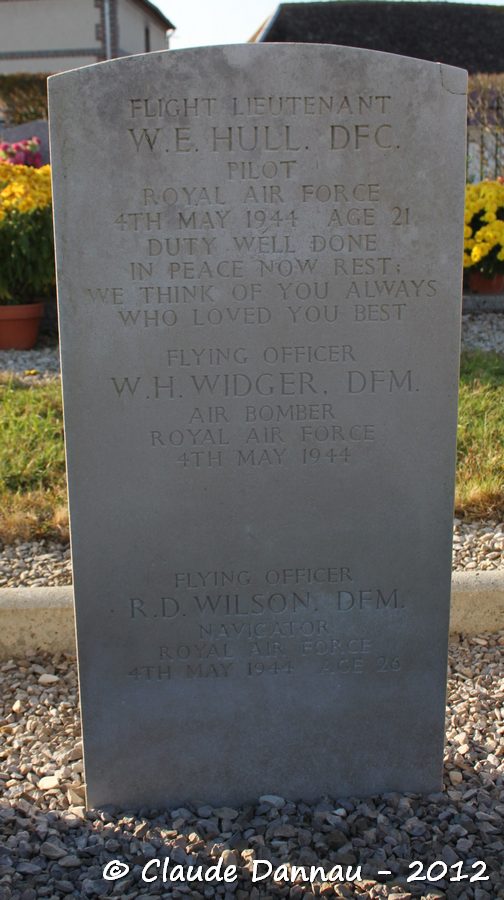 FLIGHT LIEUTENANT
W.E. HULL. DFC.
PILOT
ROYAL AIR FORCE
4TH MAY 1944 AGE 21
DUTY WELL DONE
IN PEACE NOW REST;
WE THINK OF YOU ALWAYS
WHO LOVED YOU BEST
FLYING OFFICER
W.H. WIDGER, DFM.
AIR BOMBER
ROYAL AIR FORCE
4TH MAY 1944
FLYING OFFICER
R.D. WILSON, DFM.
NAVIGATOR
ROYAL AIR FORCE
4TH MAY 1944 AGE 26
© Claude Dannau - 2012